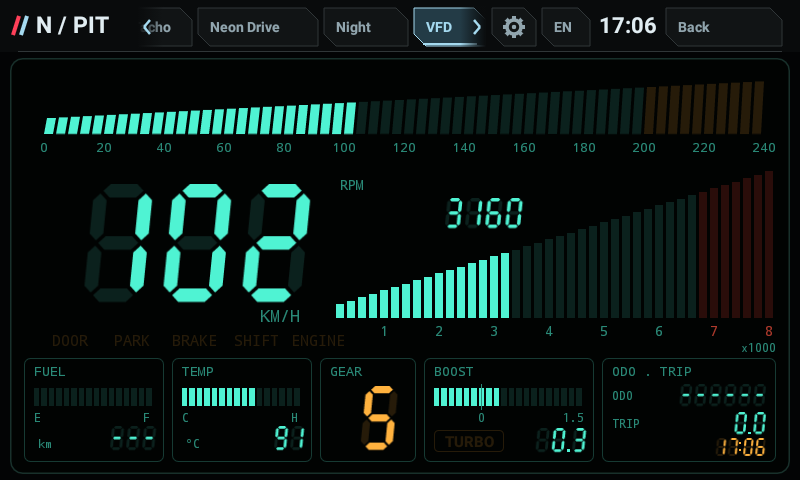 N / PIT
cho
Neon Drive
Night
VFD
EN
17:06
Back
0 20 40 60 80 100 120 140 160 180 200 220 240
RPM
3160
102
KM/H
1 2 3 4 5 6 7 8
x1000
DOOR PARK BRAKE SHIFT ENGINE
FUEL
E F
km ---
TEMP
C H
°C 91
GEAR
5
BOOST
0 1.5
TURBO 0.3
ODO . TRIP
ODO ------
TRIP 0.0
17:06